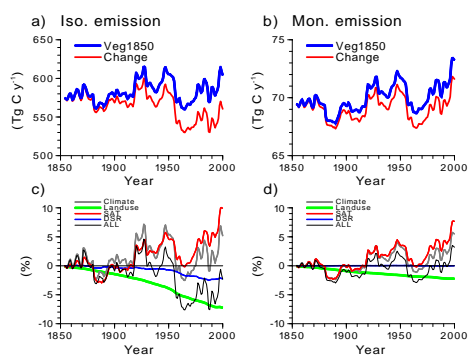 a) Iso. emission
650
600
550
500
(Tg C y⁻¹)
Veg1850
Change
1850 1900 1950 2000
Year
b) Mon. emission
75
70
65
(Tg C y⁻¹)
Veg1850
Change
1850 1900 1950 2000
Year
c)
10
5
0
-5
-10
(%)
Climate
Landuse
SAT
DSR
ALL
1850 1900 1950 2000
Year
d)
10
5
0
-5
-10
(%)
Climate
Landuse
SAT
DSR
ALL
1850 1900 1950 2000
Year